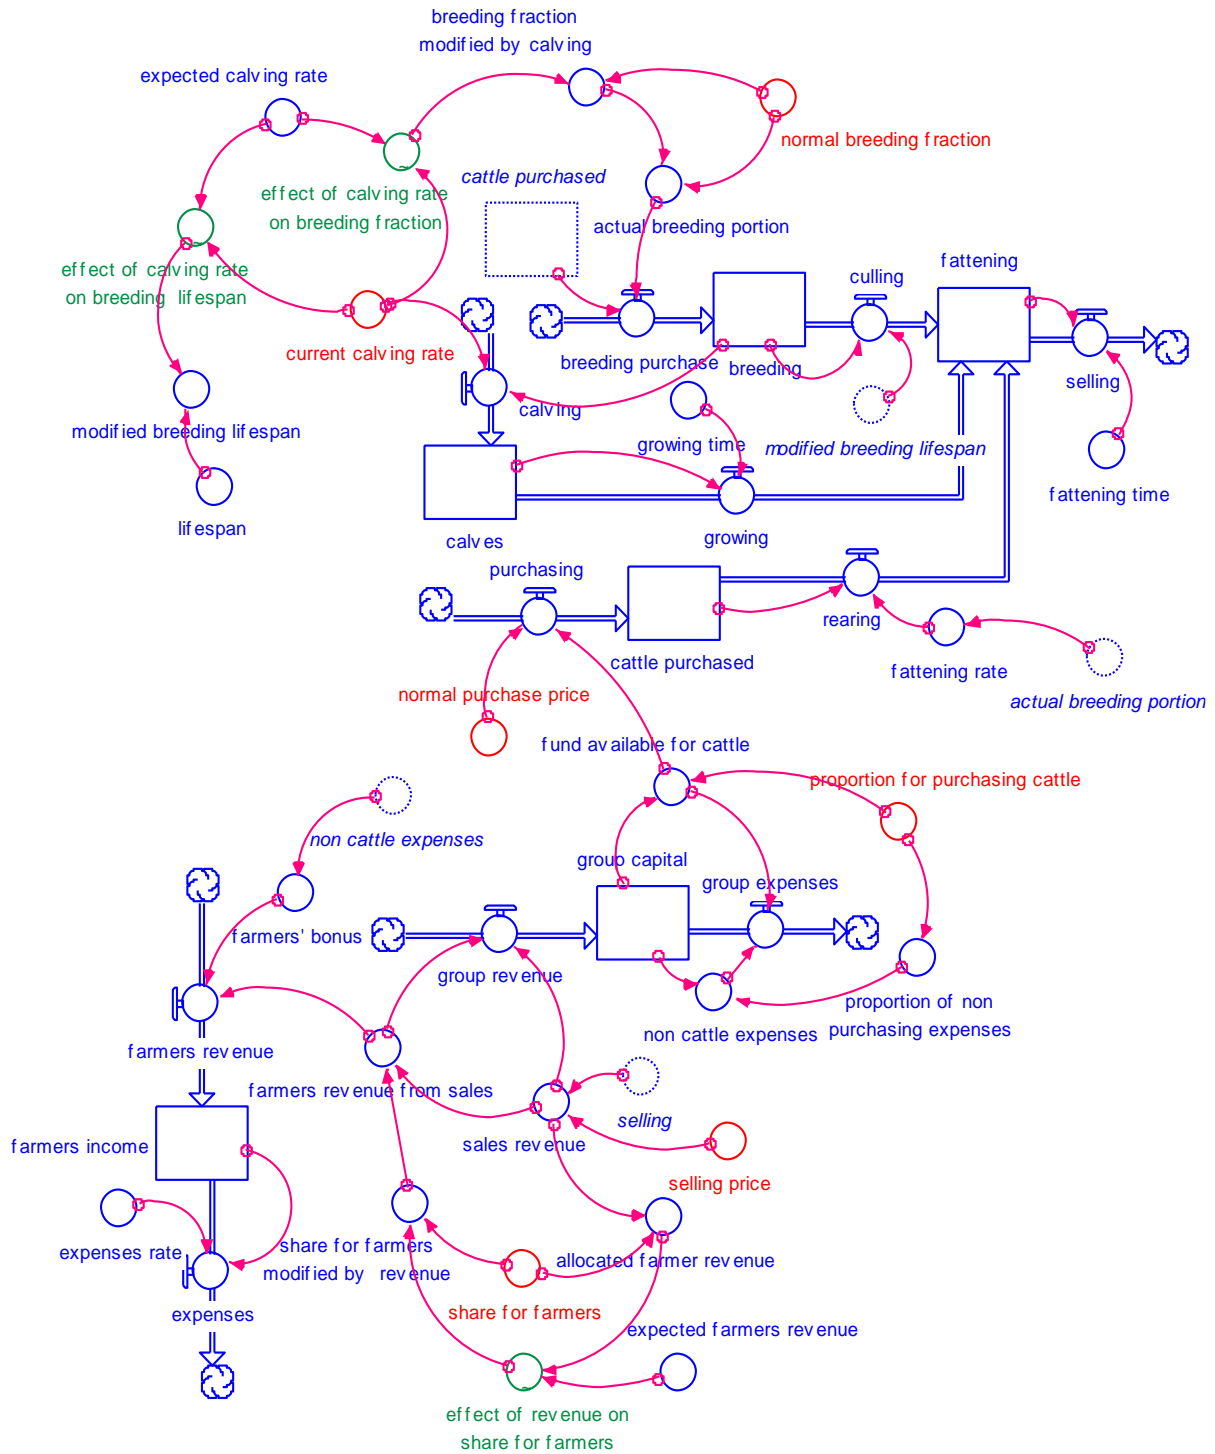 breeding fraction
modified by calving
expected calving rate
normal breeding fraction
cattle purchased
effect of calving rate
on breeding fraction
actual breeding portion
effect of calving rate
on breeding lifespan
culling
fattening
current calving rate
breeding purchase
breeding
selling
calving
modified breeding lifespan
growing time
modified breeding lifespan
fattening time
lifespan
calves
growing
purchasing
rearing
cattle purchased
fattening rate
normal purchase price
actual breeding portion
fund available for cattle
proportion for purchasing cattle
non cattle expenses
group capital
group expenses
farmers' bonus
group revenue
proportion of non
purchasing expenses
non cattle expenses
farmers revenue
farmers revenue from sales
selling
farmers income
sales revenue
selling price
expenses rate
share for farmers
modified by revenue
allocated farmer revenue
expenses
share for farmers
expected farmers revenue
effect of revenue on
share for farmers